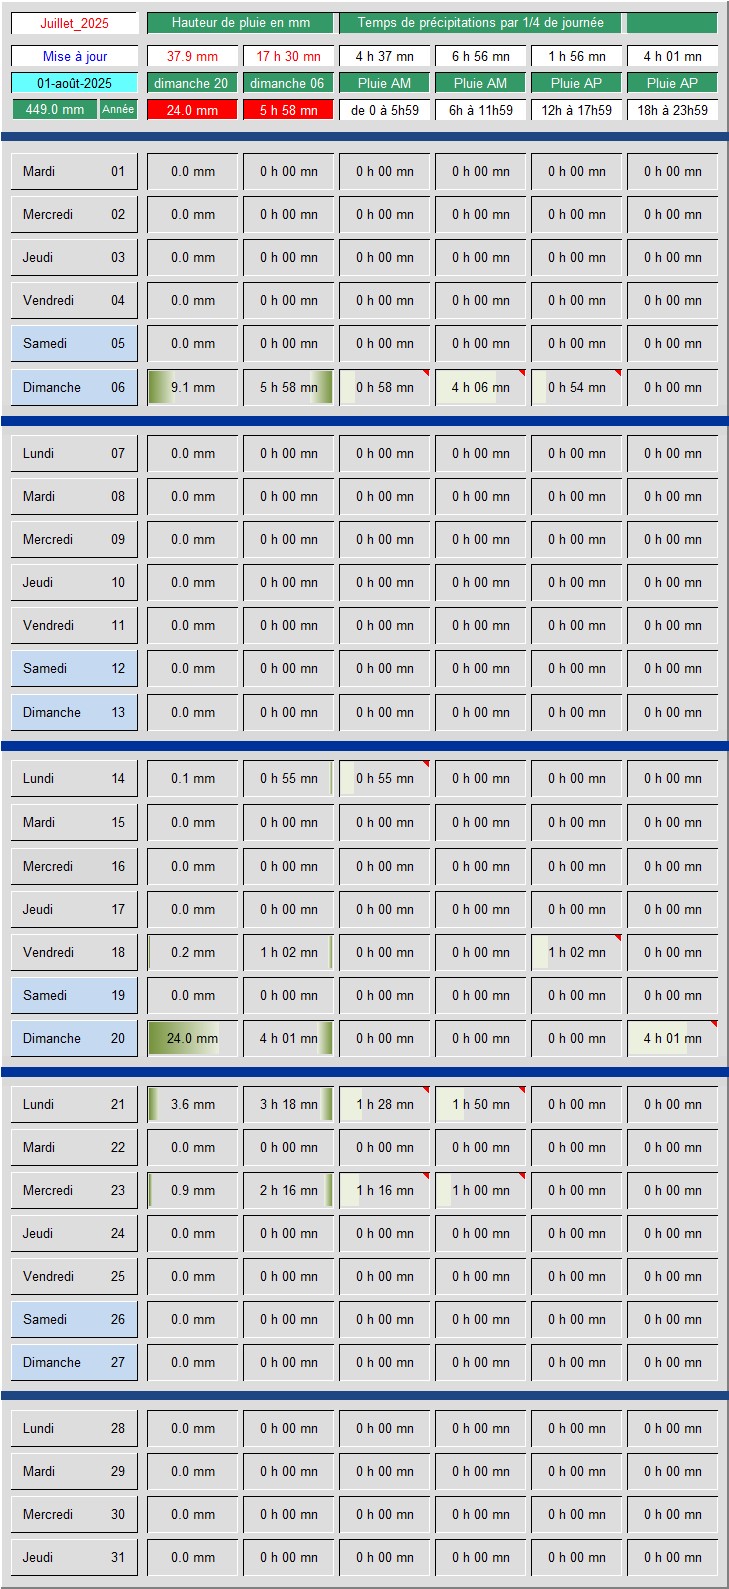 Juillet_2025 Hauteur de pluie en mm Temps de précipitations par 1/4 de journée
Mise à jour 37.9 mm 17 h 30 mn 4 h 37 mn 6 h 56 mn 1 h 56 mn 4 h 01 mn
01-août-2025 dimanche 20 dimanche 06 Pluie AM Pluie AM Pluie AP Pluie AP
449.0 mm Année 24.0 mm 5 h 58 mn de 0 à 5h59 6h à 11h59 12h à 17h59 18h à 23h59
Mardi 01 0.0 mm 0 h 00 mn 0 h 00 mn 0 h 00 mn 0 h 00 mn 0 h 00 mn
Mercredi 02 0.0 mm 0 h 00 mn 0 h 00 mn 0 h 00 mn 0 h 00 mn 0 h 00 mn
Jeudi 03 0.0 mm 0 h 00 mn 0 h 00 mn 0 h 00 mn 0 h 00 mn 0 h 00 mn
Vendredi 04 0.0 mm 0 h 00 mn 0 h 00 mn 0 h 00 mn 0 h 00 mn 0 h 00 mn
Samedi 05 0.0 mm 0 h 00 mn 0 h 00 mn 0 h 00 mn 0 h 00 mn 0 h 00 mn
Dimanche 06 9.1 mm 5 h 58 mn 0 h 58 mn 4 h 06 mn 0 h 54 mn 0 h 00 mn
Lundi 07 0.0 mm 0 h 00 mn 0 h 00 mn 0 h 00 mn 0 h 00 mn 0 h 00 mn
Mardi 08 0.0 mm 0 h 00 mn 0 h 00 mn 0 h 00 mn 0 h 00 mn 0 h 00 mn
Mercredi 09 0.0 mm 0 h 00 mn 0 h 00 mn 0 h 00 mn 0 h 00 mn 0 h 00 mn
Jeudi 10 0.0 mm 0 h 00 mn 0 h 00 mn 0 h 00 mn 0 h 00 mn 0 h 00 mn
Vendredi 11 0.0 mm 0 h 00 mn 0 h 00 mn 0 h 00 mn 0 h 00 mn 0 h 00 mn
Samedi 12 0.0 mm 0 h 00 mn 0 h 00 mn 0 h 00 mn 0 h 00 mn 0 h 00 mn
Dimanche 13 0.0 mm 0 h 00 mn 0 h 00 mn 0 h 00 mn 0 h 00 mn 0 h 00 mn
Lundi 14 0.1 mm 0 h 55 mn 0 h 55 mn 0 h 00 mn 0 h 00 mn 0 h 00 mn
Mardi 15 0.0 mm 0 h 00 mn 0 h 00 mn 0 h 00 mn 0 h 00 mn 0 h 00 mn
Mercredi 16 0.0 mm 0 h 00 mn 0 h 00 mn 0 h 00 mn 0 h 00 mn 0 h 00 mn
Jeudi 17 0.0 mm 0 h 00 mn 0 h 00 mn 0 h 00 mn 0 h 00 mn 0 h 00 mn
Vendredi 18 0.2 mm 1 h 02 mn 0 h 00 mn 0 h 00 mn 1 h 02 mn 0 h 00 mn
Samedi 19 0.0 mm 0 h 00 mn 0 h 00 mn 0 h 00 mn 0 h 00 mn 0 h 00 mn
Dimanche 20 24.0 mm 4 h 01 mn 0 h 00 mn 0 h 00 mn 0 h 00 mn 4 h 01 mn
Lundi 21 3.6 mm 3 h 18 mn 1 h 28 mn 1 h 50 mn 0 h 00 mn 0 h 00 mn
Mardi 22 0.0 mm 0 h 00 mn 0 h 00 mn 0 h 00 mn 0 h 00 mn 0 h 00 mn
Mercredi 23 0.9 mm 2 h 16 mn 1 h 16 mn 1 h 00 mn 0 h 00 mn 0 h 00 mn
Jeudi 24 0.0 mm 0 h 00 mn 0 h 00 mn 0 h 00 mn 0 h 00 mn 0 h 00 mn
Vendredi 25 0.0 mm 0 h 00 mn 0 h 00 mn 0 h 00 mn 0 h 00 mn 0 h 00 mn
Samedi 26 0.0 mm 0 h 00 mn 0 h 00 mn 0 h 00 mn 0 h 00 mn 0 h 00 mn
Dimanche 27 0.0 mm 0 h 00 mn 0 h 00 mn 0 h 00 mn 0 h 00 mn 0 h 00 mn
Lundi 28 0.0 mm 0 h 00 mn 0 h 00 mn 0 h 00 mn 0 h 00 mn 0 h 00 mn
Mardi 29 0.0 mm 0 h 00 mn 0 h 00 mn 0 h 00 mn 0 h 00 mn 0 h 00 mn
Mercredi 30 0.0 mm 0 h 00 mn 0 h 00 mn 0 h 00 mn 0 h 00 mn 0 h 00 mn
Jeudi 31 0.0 mm 0 h 00 mn 0 h 00 mn 0 h 00 mn 0 h 00 mn 0 h 00 mn